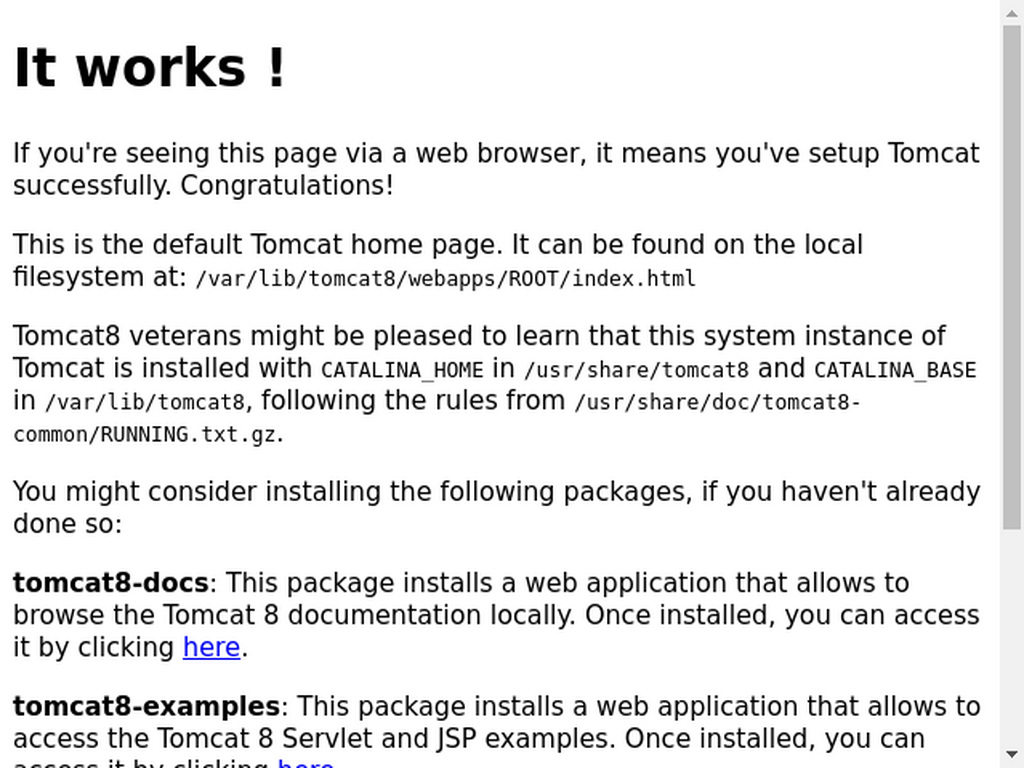 It works !
If you're seeing this page via a web browser, it means you've setup Tomcat
successfully. Congratulations!
This is the default Tomcat home page. It can be found on the local
filesystem at: /var/lib/tomcat8/webapps/ROOT/index.html
Tomcat8 veterans might be pleased to learn that this system instance of
Tomcat is installed with CATALINA_HOME in /usr/share/tomcat8 and CATALINA_BASE
in /var/lib/tomcat8, following the rules from /usr/share/doc/tomcat8-
common/RUNNING.txt.gz.
You might consider installing the following packages, if you haven't already
done so:
tomcat8-docs: This package installs a web application that allows to
browse the Tomcat 8 documentation locally. Once installed, you can access
it by clicking here.
tomcat8-examples: This package installs a web application that allows to
access the Tomcat 8 Servlet and JSP examples. Once installed, you can
access it by clicking here